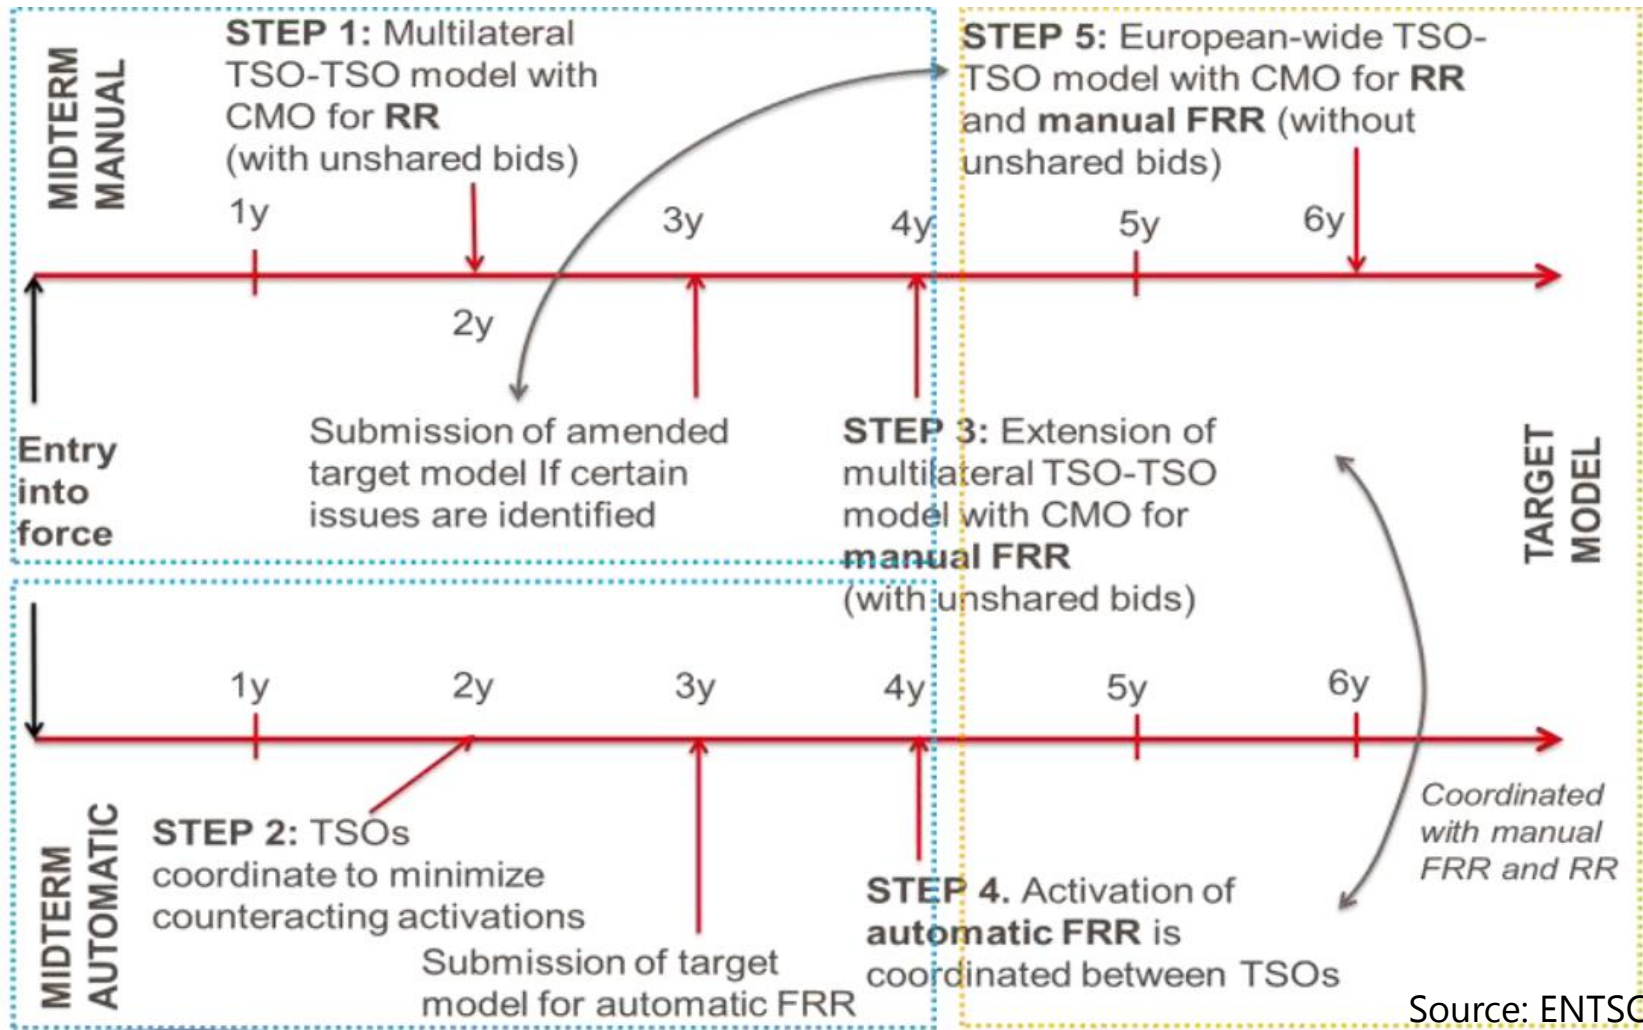 MIDTERM
MANUAL
STEP 1: Multilateral
TSO-TSO model with
CMO for RR
(with unshared bids)
STEP 5: European-wide TSO-
TSO model with CMO for RR
and manual FRR (without
unshared bids)
1y
2y
3y
4y
5y
6y
Entry
into
force
Submission of amended
target model If certain
issues are identified
STEP 3: Extension of
multilateral TSO-TSO
model with CMO for
manual FRR
(with unshared bids)
TARGET
MODEL
1y
2y
3y
4y
5y
6y
MIDTERM
AUTOMATIC
STEP 2: TSOs
coordinate to minimize
counteracting activations
Submission of target
model for automatic FRR
STEP 4. Activation of
automatic FRR is
coordinated between TSOs
Coordinated
with manual
FRR and RR
Source: ENTSO